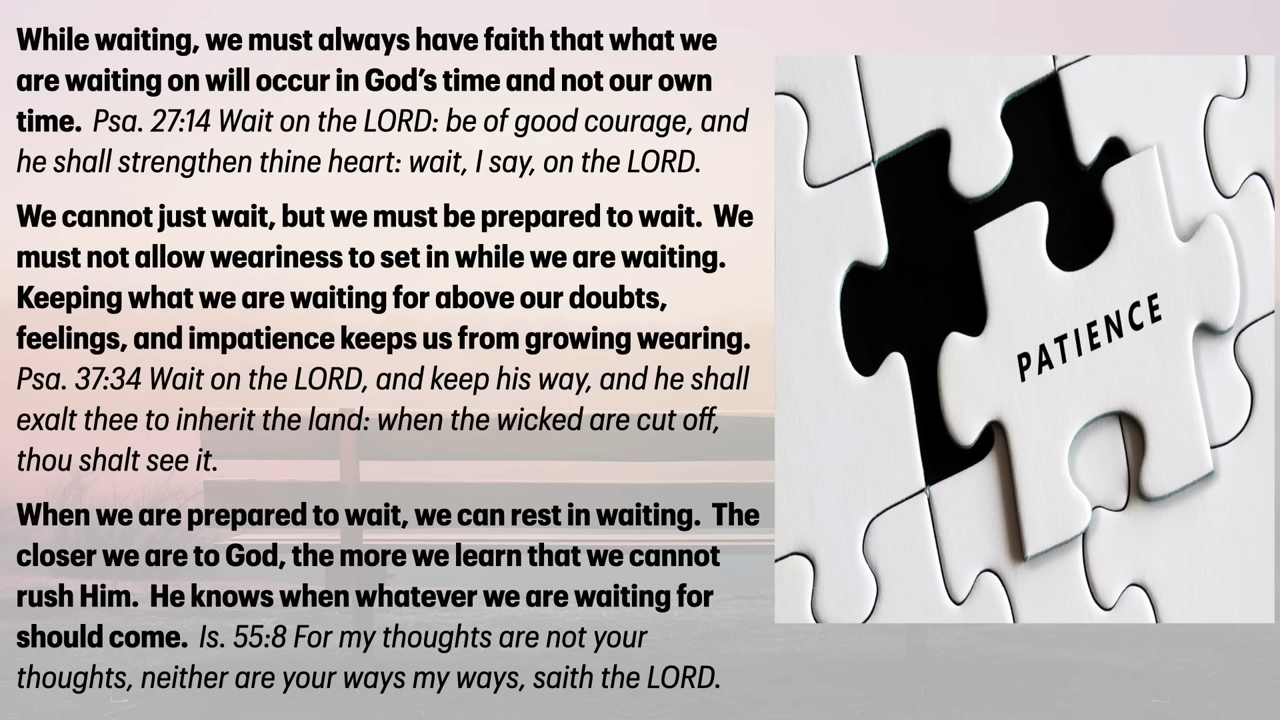 While waiting, we must always have faith that what we
are waiting on will occur in God’s time and not our own
time. Psa. 27:14 Wait on the LORD: be of good courage, and
he shall strengthen thine heart: wait, I say, on the LORD.
We cannot just wait, but we must be prepared to wait. We
must not allow weariness to set in while we are waiting.
Keeping what we are waiting for above our doubts,
feelings, and impatience keeps us from growing wearing.
Psa. 37:34 Wait on the LORD, and keep his way, and he shall
exalt thee to inherit the land: when the wicked are cut off,
thou shalt see it.
When we are prepared to wait, we can rest in waiting. The
closer we are to God, the more we learn that we cannot
rush Him. He knows when whatever we are waiting for
should come. Is. 55:8 For my thoughts are not your
thoughts, neither are your ways my ways, saith the LORD.
PATIENCE